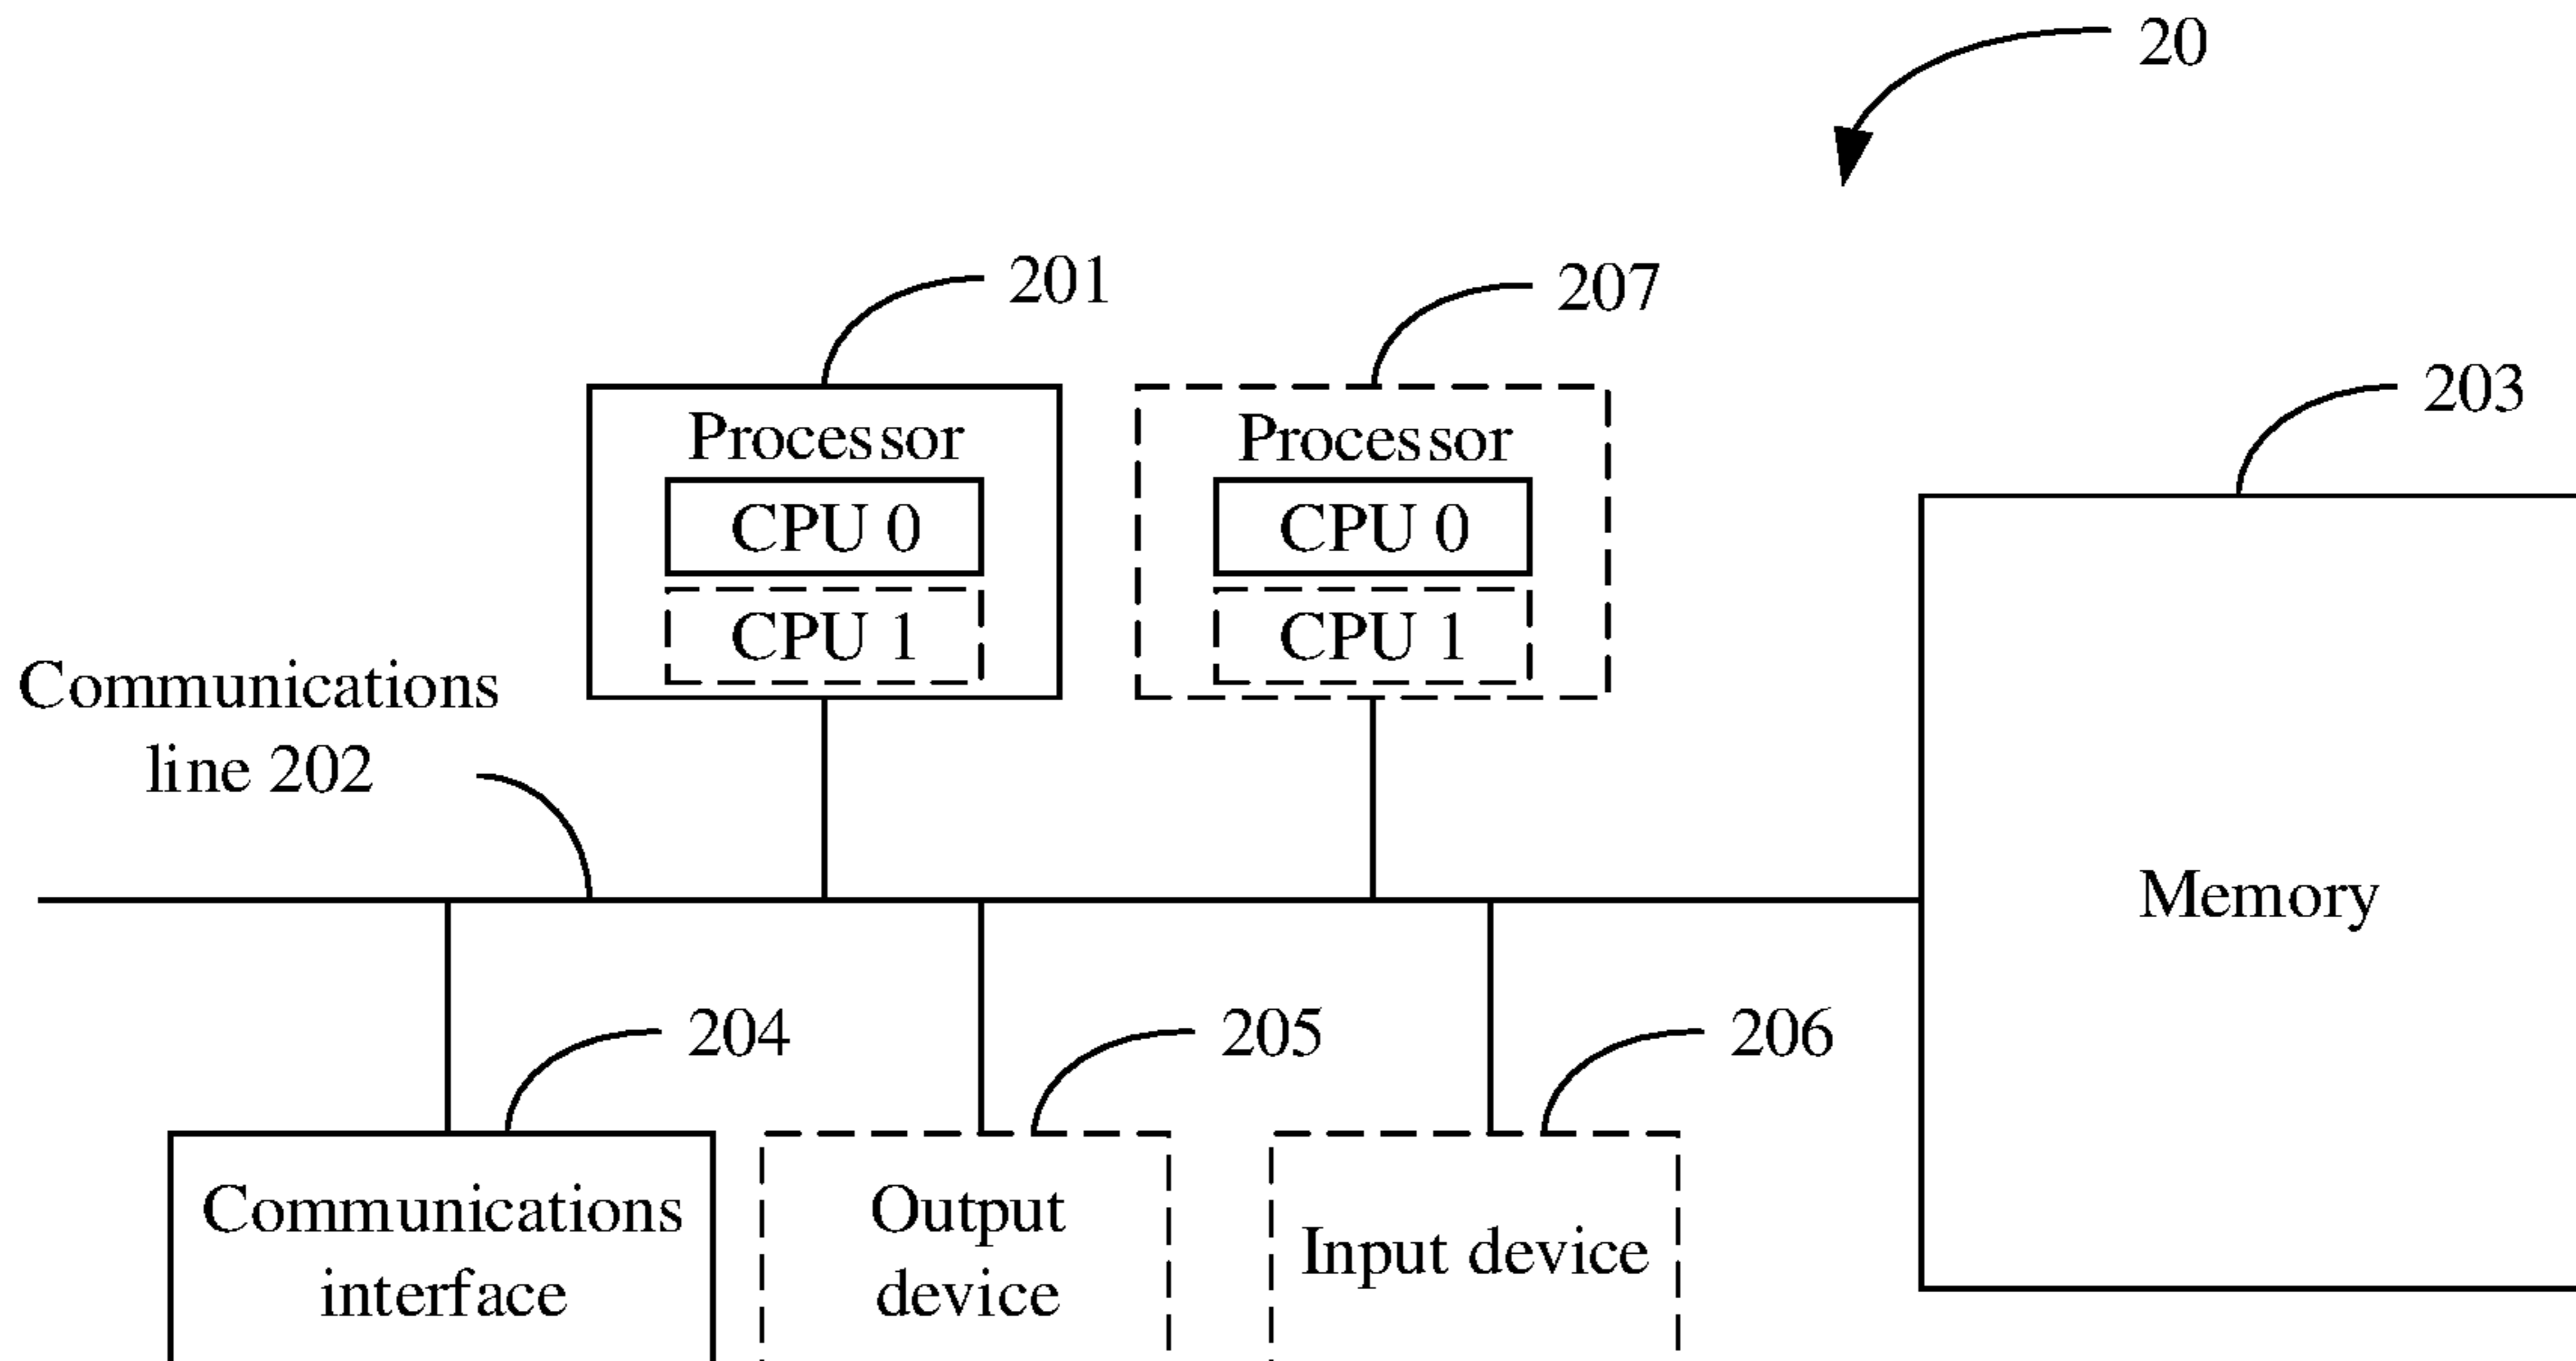 20
201
207
203
Processor
CPU 0
CPU 1
Processor
CPU 0
CPU 1
Communications
line 202
Memory
204
205
206
Communications
interface
Output
device
Input device